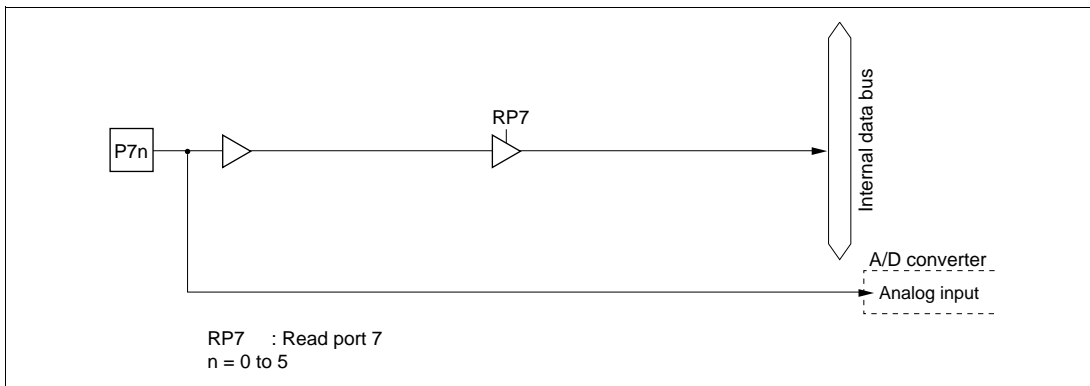 RP7
P7n
Internal data bus
A/D converter
Analog input
RP7 : Read port 7
n = 0 to 5